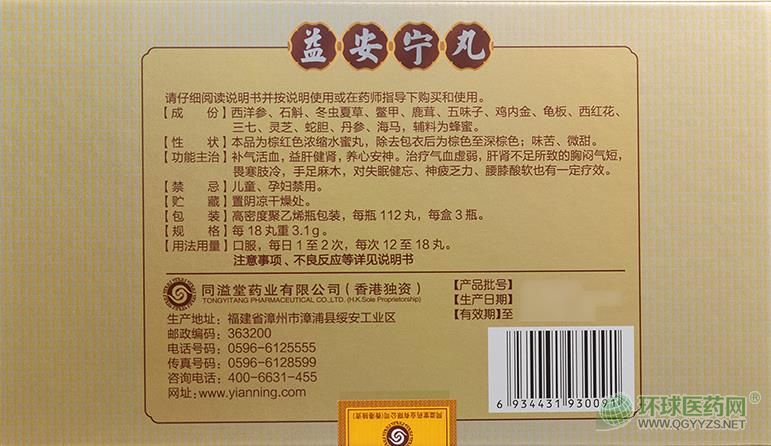 益安宁丸
请仔细阅读说明书并按说明使用或在药师指导下购买和使用。
【成 份】西洋参、石斛、冬虫夏草、鳖甲、鹿茸、五味子、鸡内金、龟板、西红花、
三七、灵芝、蛇胆、丹参、海马，辅料为蜂蜜。
【性 状】本品为棕红色浓缩水蜜丸，除去包衣后为棕色至深棕色；味苦、微甜。
【功能主治】补气活血，益肝健肾，养心安神。治疗气血虚弱，肝肾不足所致的胸闷气短，
畏寒肢冷，手足麻木，对失眠健忘、神疲乏力、腰膝酸软也有一定疗效。
【禁 忌】儿童、孕妇禁用。
【贮 藏】置阴凉干燥处。
【包 装】高密度聚乙烯瓶包装，每瓶112丸，每盒3瓶。
【规 格】每18丸重3.1g。
【用法用量】口服，每日1至2次，每次12至18丸。
注意事项、不良反应等详见说明书
同溢堂药业有限公司（香港独资）
TONGYITANG PHARMACEUTICAL CO.,LTD. (H.K.Sole Proprietorship)
生产地址：福建省漳州市漳浦县绥安工业区
邮政编码：363200
电话号码：0596-6125555
传真号码：0596-6128599
咨询电话：400-6631-455
网址：www.yianning.com
【产品批号】
【生产日期】
【有效期】至
6 934431 930091
同溢堂药业有限公司(香港独资)
环球医药网®
www.QGYYZS.NET